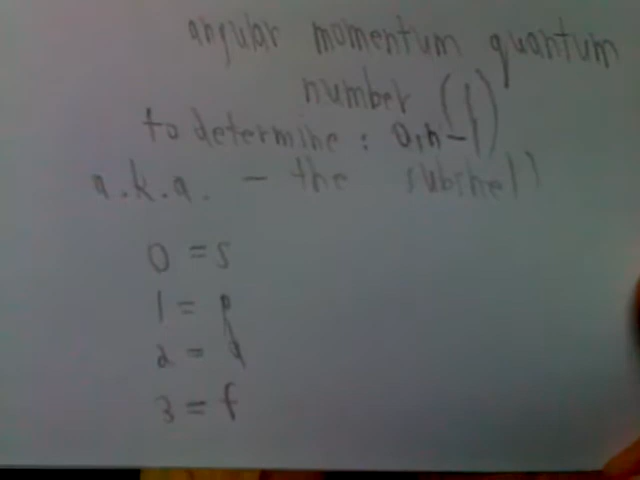 angular momentum quantum
number (l)
to determine : 0, n-1
a.k.a. - the subshell
0 = s
1 = p
2 = d
3 = f